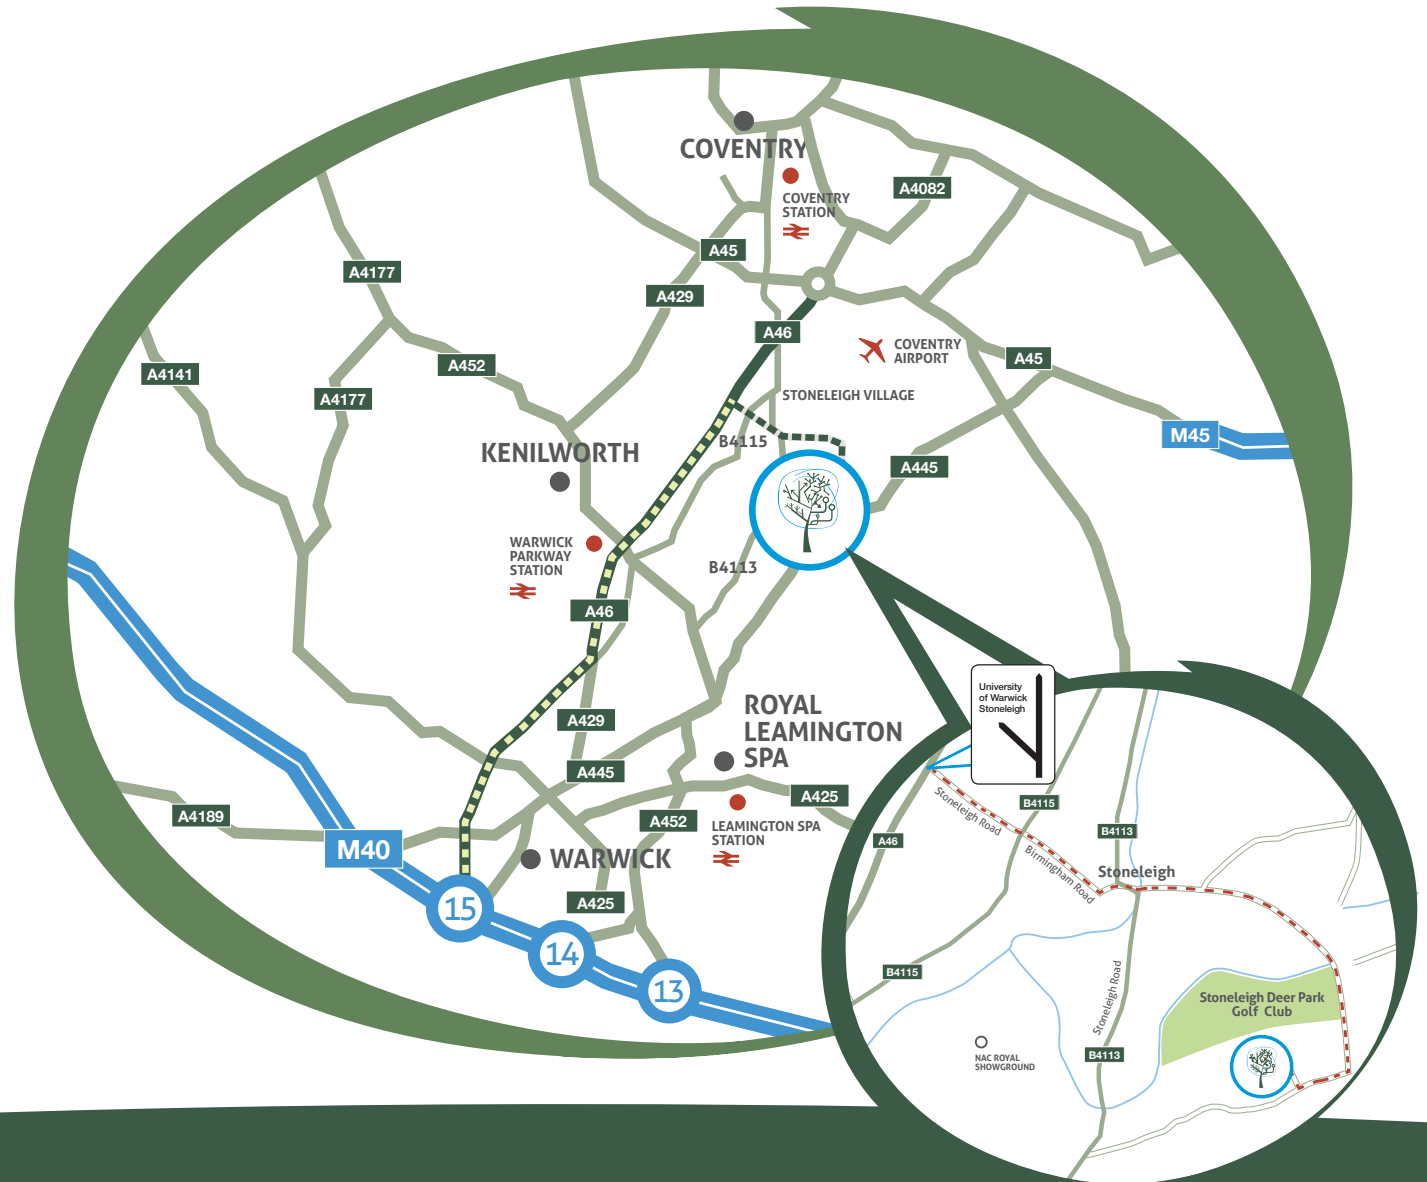 COVENTRY
COVENTRY
STATION
A4082
A45
A4177
A429
A46
COVENTRY
AIRPORT
A45
A4141
A452
A4177
STONELEIGH VILLAGE
M45
B4115
KENILWORTH
A445
WARWICK
PARKWAY
STATION
B4113
A46
ROYAL
LEAMINGTON
SPA
A429
A445
A425
A4189
A452
LEAMINGTON SPA
STATION
M40
WARWICK
A425
15
14
13
University
of Warwick
Stoneleigh
Stoneleigh Road
B4115
B4113
A46
Birmingham Road
Stoneleigh
B4115
Stoneleigh Road
Stoneleigh Deer Park
Golf Club
NAC ROYAL
SHOWGROUND
B4113